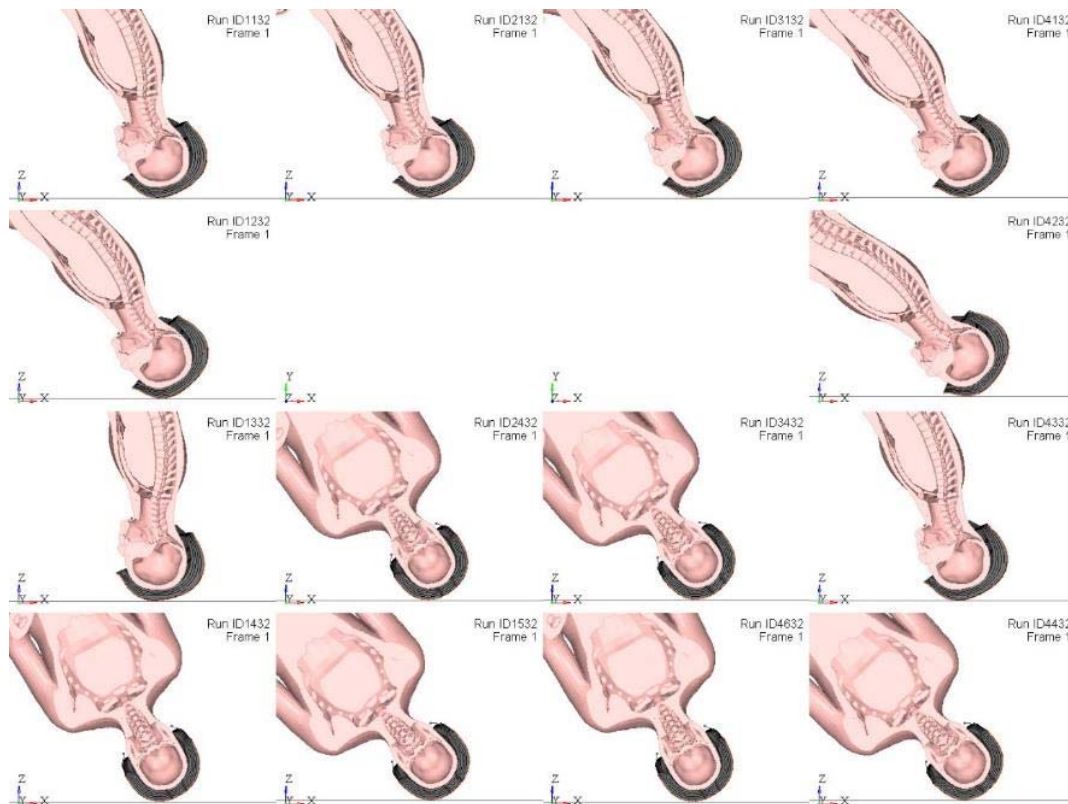 Run ID1132
Frame 1
Z
Y X
Run ID2132
Frame 1
Z
Y X
Run ID3132
Frame 1
Z
Y X
Run ID4132
Frame 1
Z
Y X
Run ID1232
Frame 1
Z
Y X
Y
Z X
Y
Z X
Run ID4232
Frame 1
Z
Y X
Run ID1332
Frame 1
Z
Y X
Run ID2432
Frame 1
Z
Y X
Run ID3432
Frame 1
Z
Y X
Run ID4332
Frame 1
Z
Y X
Run ID1432
Frame 1
Z
Y X
Run ID1532
Frame 1
Z
Y X
Run ID4632
Frame 1
Z
Y X
Run ID4432
Frame 1
Z
Y X